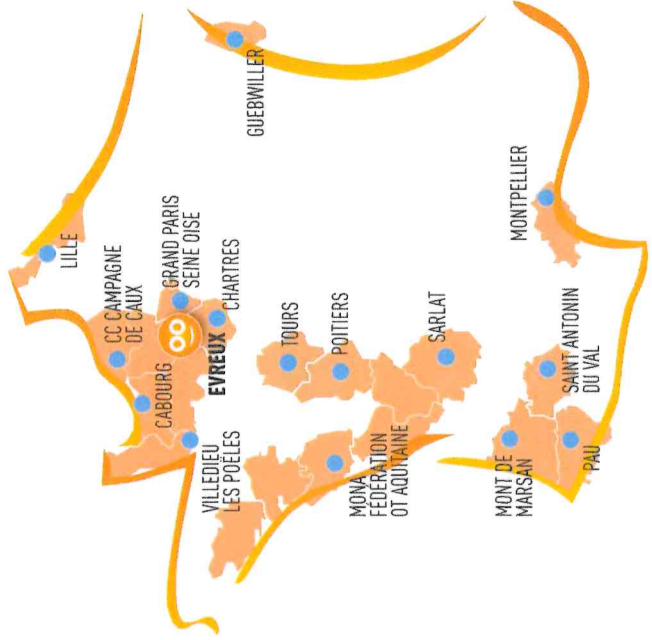 LILLE
CC CAMPAGNE
DE CAUX
GRAND PARIS
SEINE OISE
CABOURG
CHARTRES
EVREUX
VILLEDIEU
LES POËLES
GUEBWILLER
TOURS
POITIERS
MONA
FÉDÉRATION
OT AQUITAINE
SARLAT
MONT DE
MARSAN
SAINT ANTONIN
DU VAL
PAU
MONTPELLIER